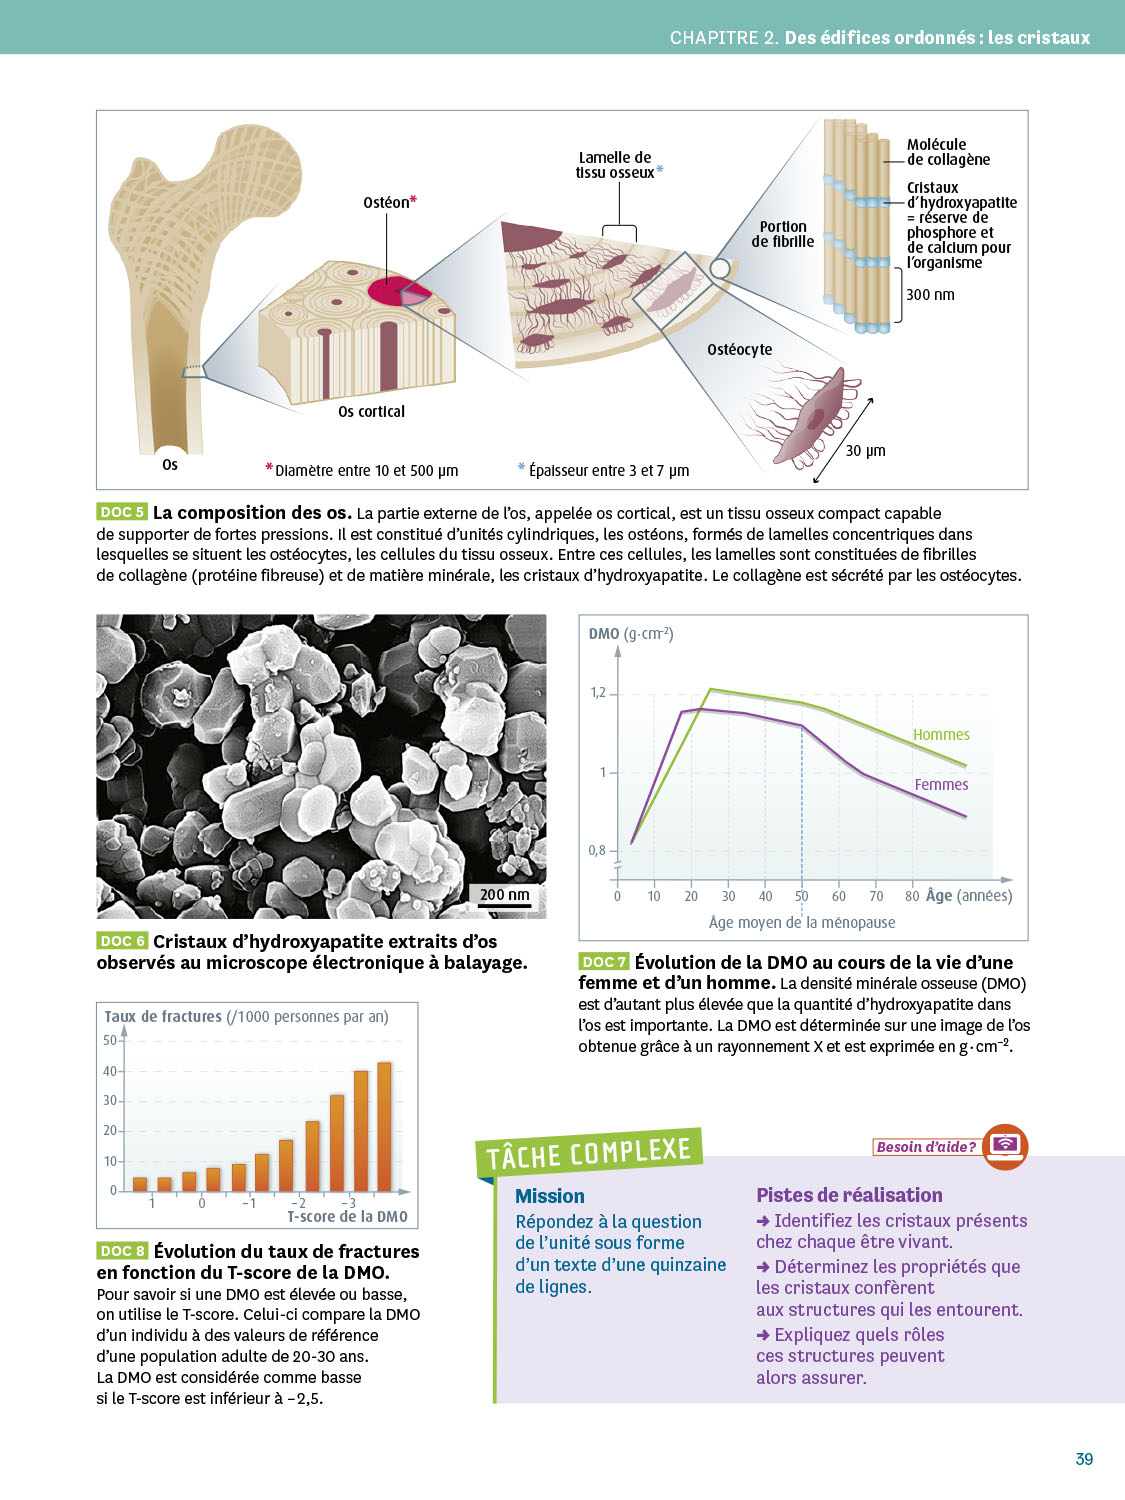 CHAPITRE 2. Des édifices ordonnés : les cristaux
Ostéon*
Lamelle de
tissu osseux*
Molécule
de collagène
Cristaux
d'hydroxyapatite
= réserve de
phosphore et
de calcium pour
l'organisme
Portion
de fibrille
300 nm
Ostéocyte
30 µm
Os cortical
Os
* Diamètre entre 10 et 500 µm
* Épaisseur entre 3 et 7 µm
DOC 5 La composition des os. La partie externe de l'os, appelée os cortical, est un tissu osseux compact capable
de supporter de fortes pressions. Il est constitué d'unités cylindriques, les ostéons, formés de lamelles concentriques dans
lesquelles se situent les ostéocytes, les cellules du tissu osseux. Entre ces cellules, les lamelles sont constituées de fibrilles
de collagène (protéine fibreuse) et de matière minérale, les cristaux d'hydroxyapatite. Le collagène est sécrété par les ostéocytes.
200 nm
DOC 6 Cristaux d'hydroxyapatite extraits d'os
observés au microscope électronique à balayage.
DMO (g·cm-2)
1,2
1
0,8
Hommes
Femmes
0 10 20 30 40 50 60 70 80 Âge (années)
Âge moyen de la ménopause
DOC 7 Évolution de la DMO au cours de la vie d'une
femme et d'un homme. La densité minérale osseuse (DMO)
est d'autant plus élevée que la quantité d'hydroxyapatite dans
l'os est importante. La DMO est déterminée sur une image de l'os
obtenue grâce à un rayonnement X et est exprimée en g·cm−2.
Taux de fractures (/1000 personnes par an)
50
40
30
20
10
0
1 0 −1 −2 −3
T-score de la DMO
DOC 8 Évolution du taux de fractures
en fonction du T-score de la DMO.
Pour savoir si une DMO est élevée ou basse,
on utilise le T-score. Celui-ci compare la DMO
d'un individu à des valeurs de référence
d'une population adulte de 20-30 ans.
La DMO est considérée comme basse
si le T-score est inférieur à −2,5.
TÂCHE COMPLEXE
Besoin d'aide ?
Mission
Répondez à la question
de l'unité sous forme
d'un texte d'une quinzaine
de lignes.
Pistes de réalisation
➜ Identifiez les cristaux présents
chez chaque être vivant.
➜ Déterminez les propriétés que
les cristaux confèrent
aux structures qui les entourent.
➜ Expliquez quels rôles
ces structures peuvent
alors assurer.
39